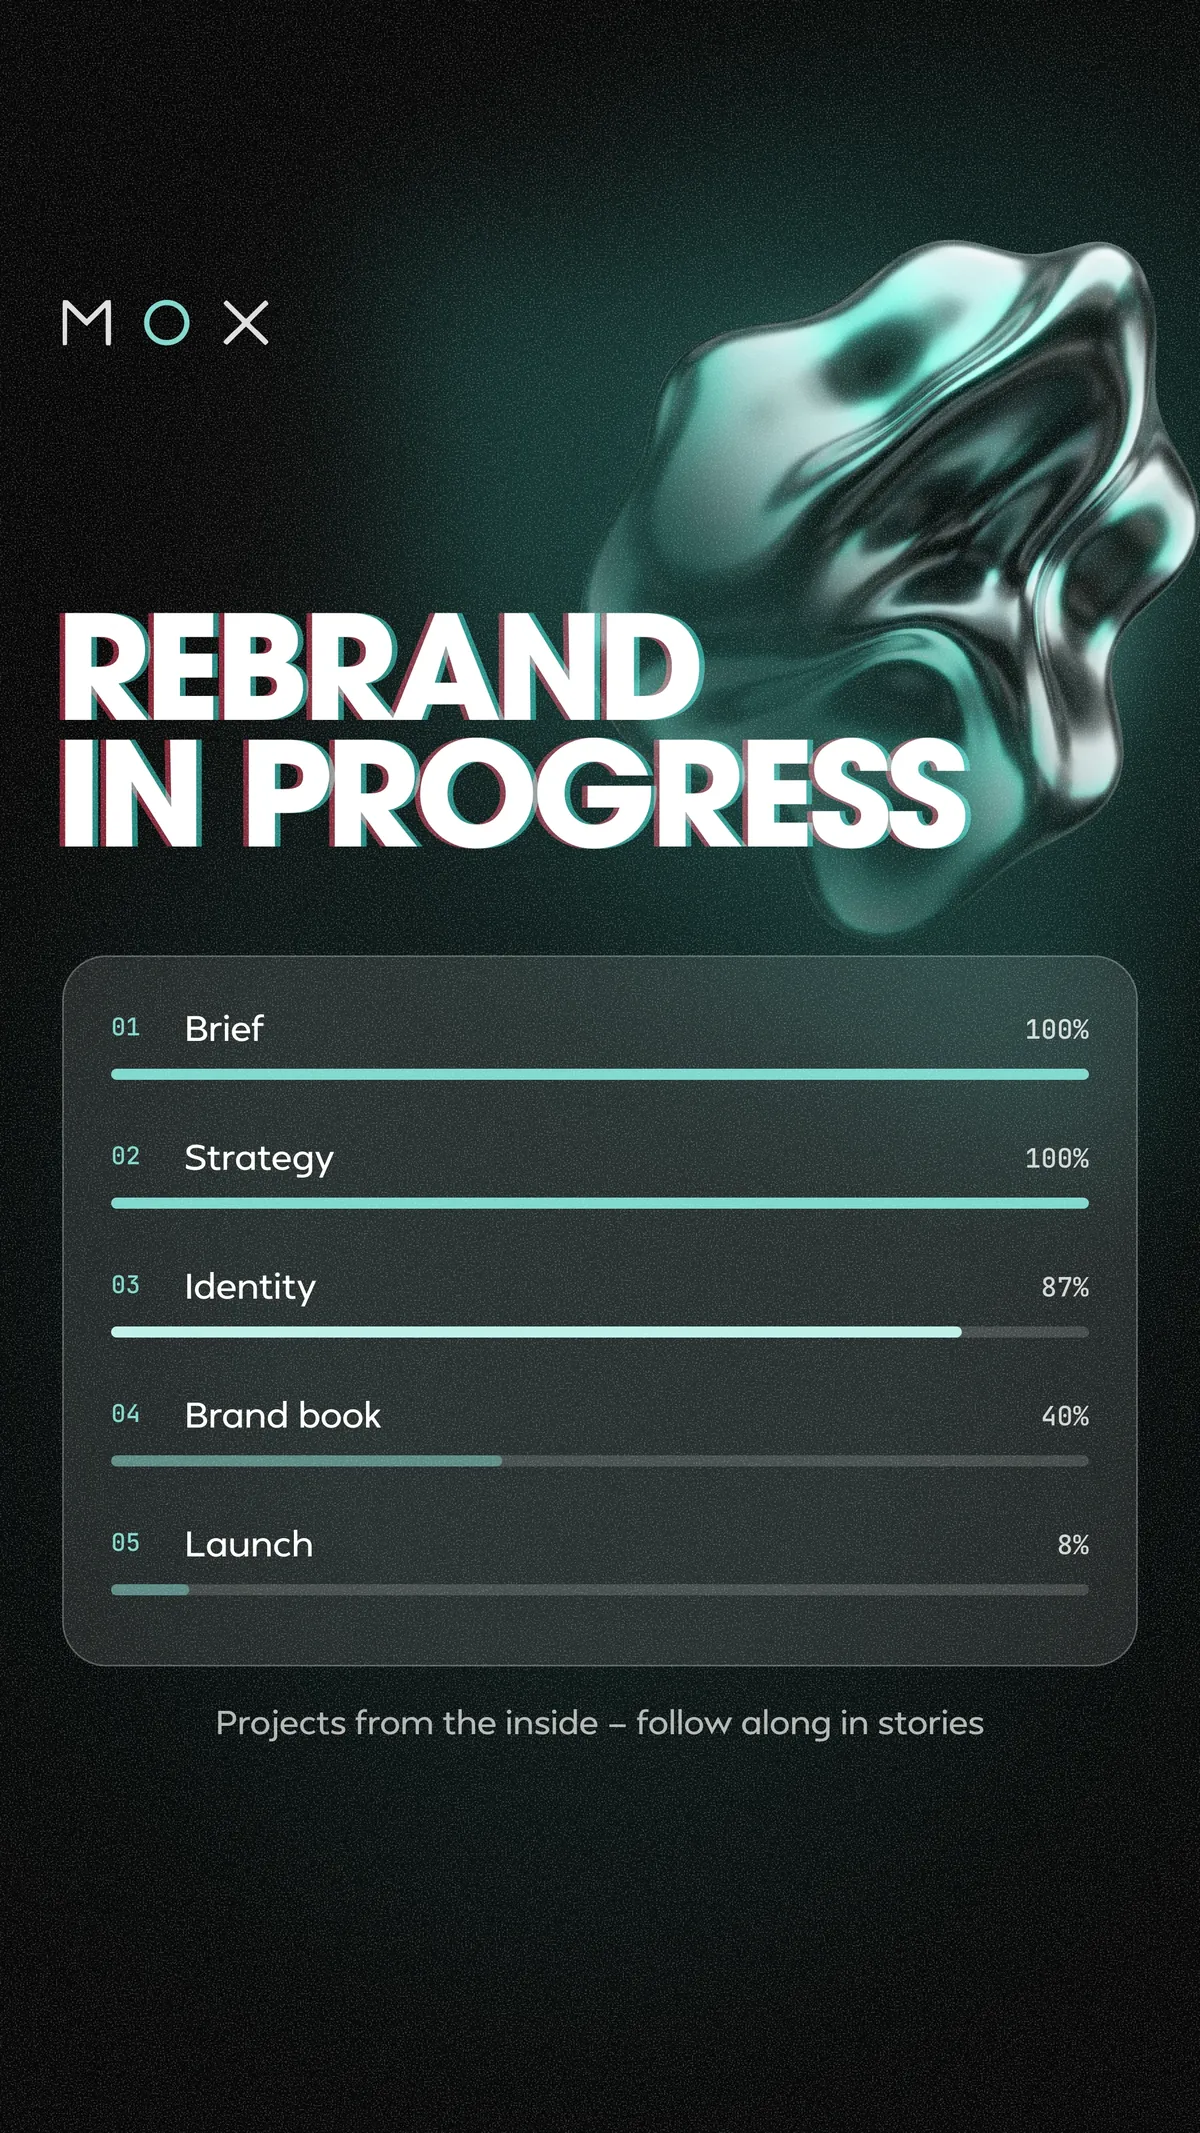 MOX
REBRAND
IN PROGRESS
01 Brief 100%
02 Strategy 100%
03 Identity 87%
04 Brand book 40%
05 Launch 8%
Projects from the inside – follow along in stories